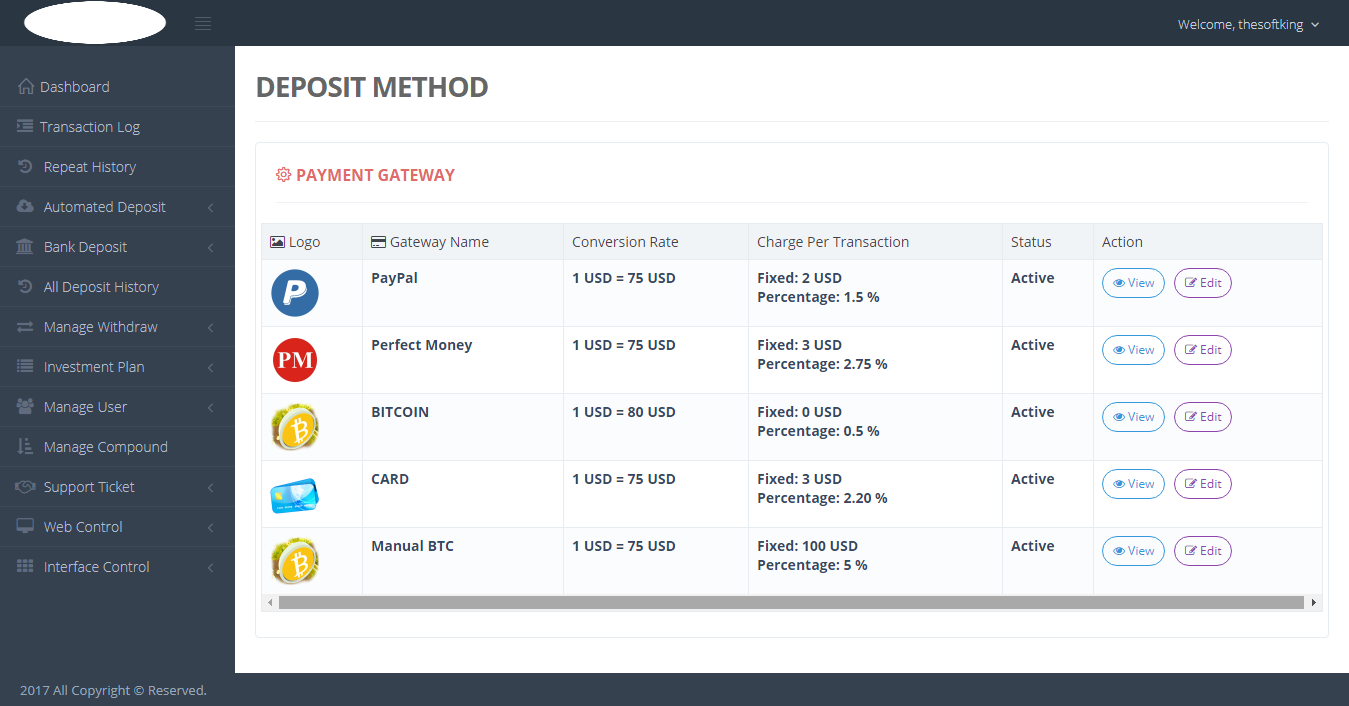 Welcome, thesoftking
Dashboard
Transaction Log
Repeat History
Automated Deposit
Bank Deposit
All Deposit History
Manage Withdraw
Investment Plan
Manage User
Manage Compound
Support Ticket
Web Control
Interface Control
DEPOSIT METHOD
PAYMENT GATEWAY
Logo Gateway Name Conversion Rate Charge Per Transaction Status Action
P PayPal 1 USD = 75 USD Fixed: 2 USD Active View Edit
Percentage: 1.5 %
PM Perfect Money 1 USD = 75 USD Fixed: 3 USD Active View Edit
Percentage: 2.75 %
BITCOIN 1 USD = 80 USD Fixed: 0 USD Active View Edit
Percentage: 0.5 %
CARD 1 USD = 75 USD Fixed: 3 USD Active View Edit
Percentage: 2.20 %
Manual BTC 1 USD = 75 USD Fixed: 100 USD Active View Edit
Percentage: 5 %
2017 All Copyright © Reserved.